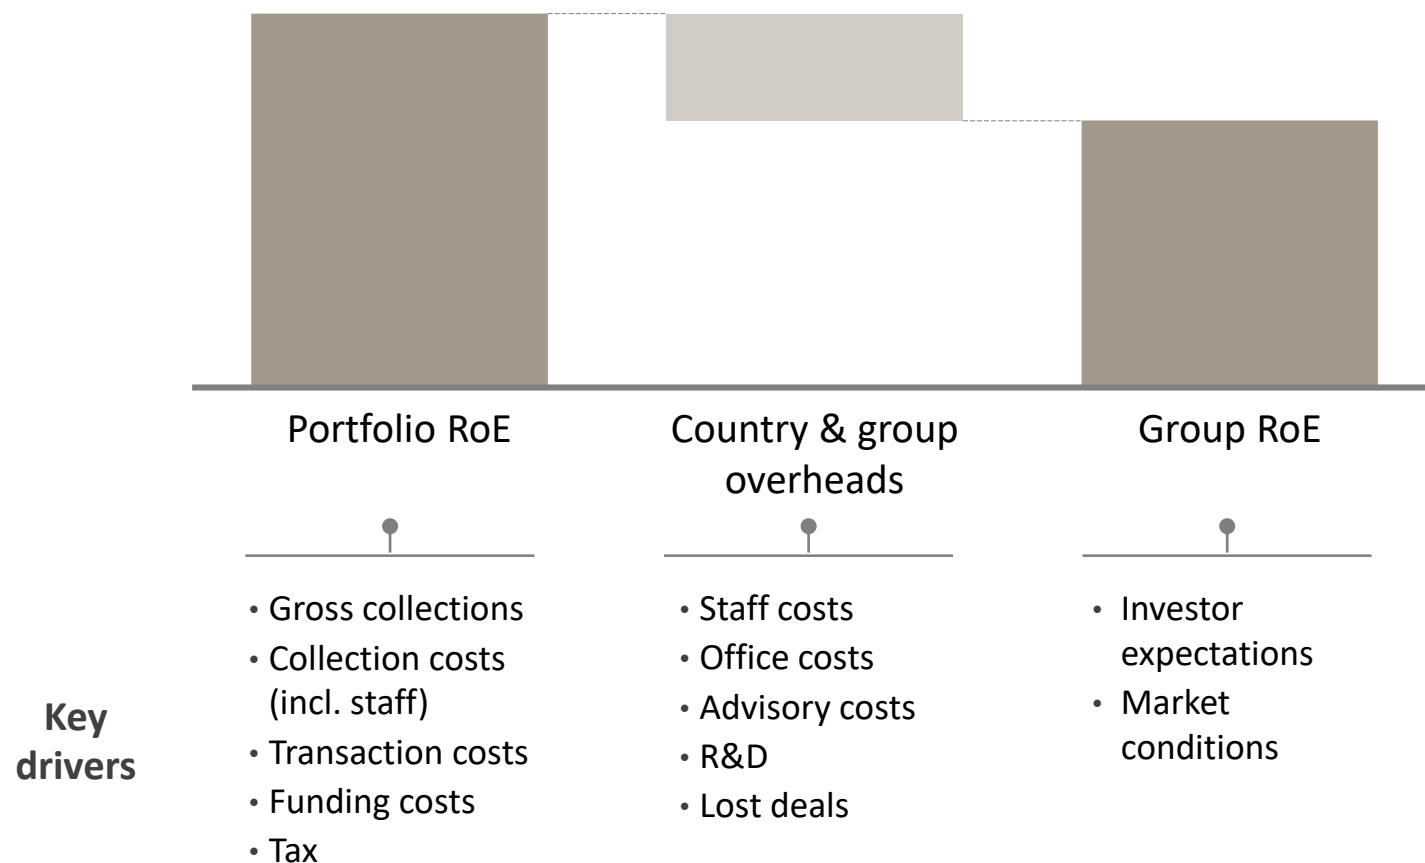 Portfolio RoE
Country & group
overheads
Group RoE
Key
drivers
• Gross collections
• Collection costs
(incl. staff)
• Transaction costs
• Funding costs
• Tax
• Staff costs
• Office costs
• Advisory costs
• R&D
• Lost deals
• Investor
expectations
• Market
conditions